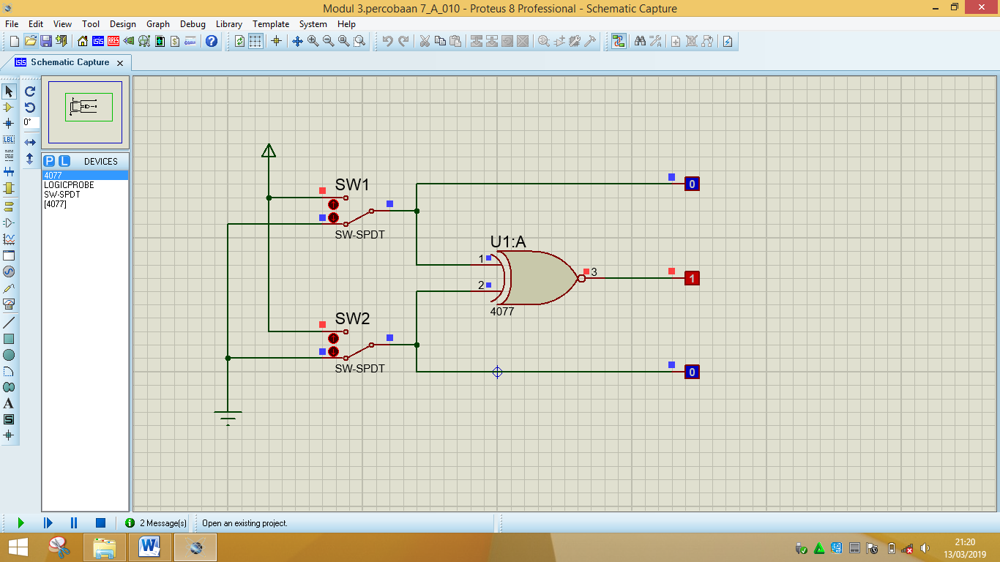 Modul 3.percobaan 7_A_010 - Proteus 8 Professional - Schematic Capture
File Edit View Tool Design Graph Debug Library Template System Help
Schematic Capture
0°
LBL
P L DEVICES
4077
LOGICPROBE
SW-SPDT
[4077]
SW1
SW-SPDT
0
U1:A
1
2
3
1
4077
SW2
SW-SPDT
0
2 Message(s) Open an existing project.
21:20
13/03/2019